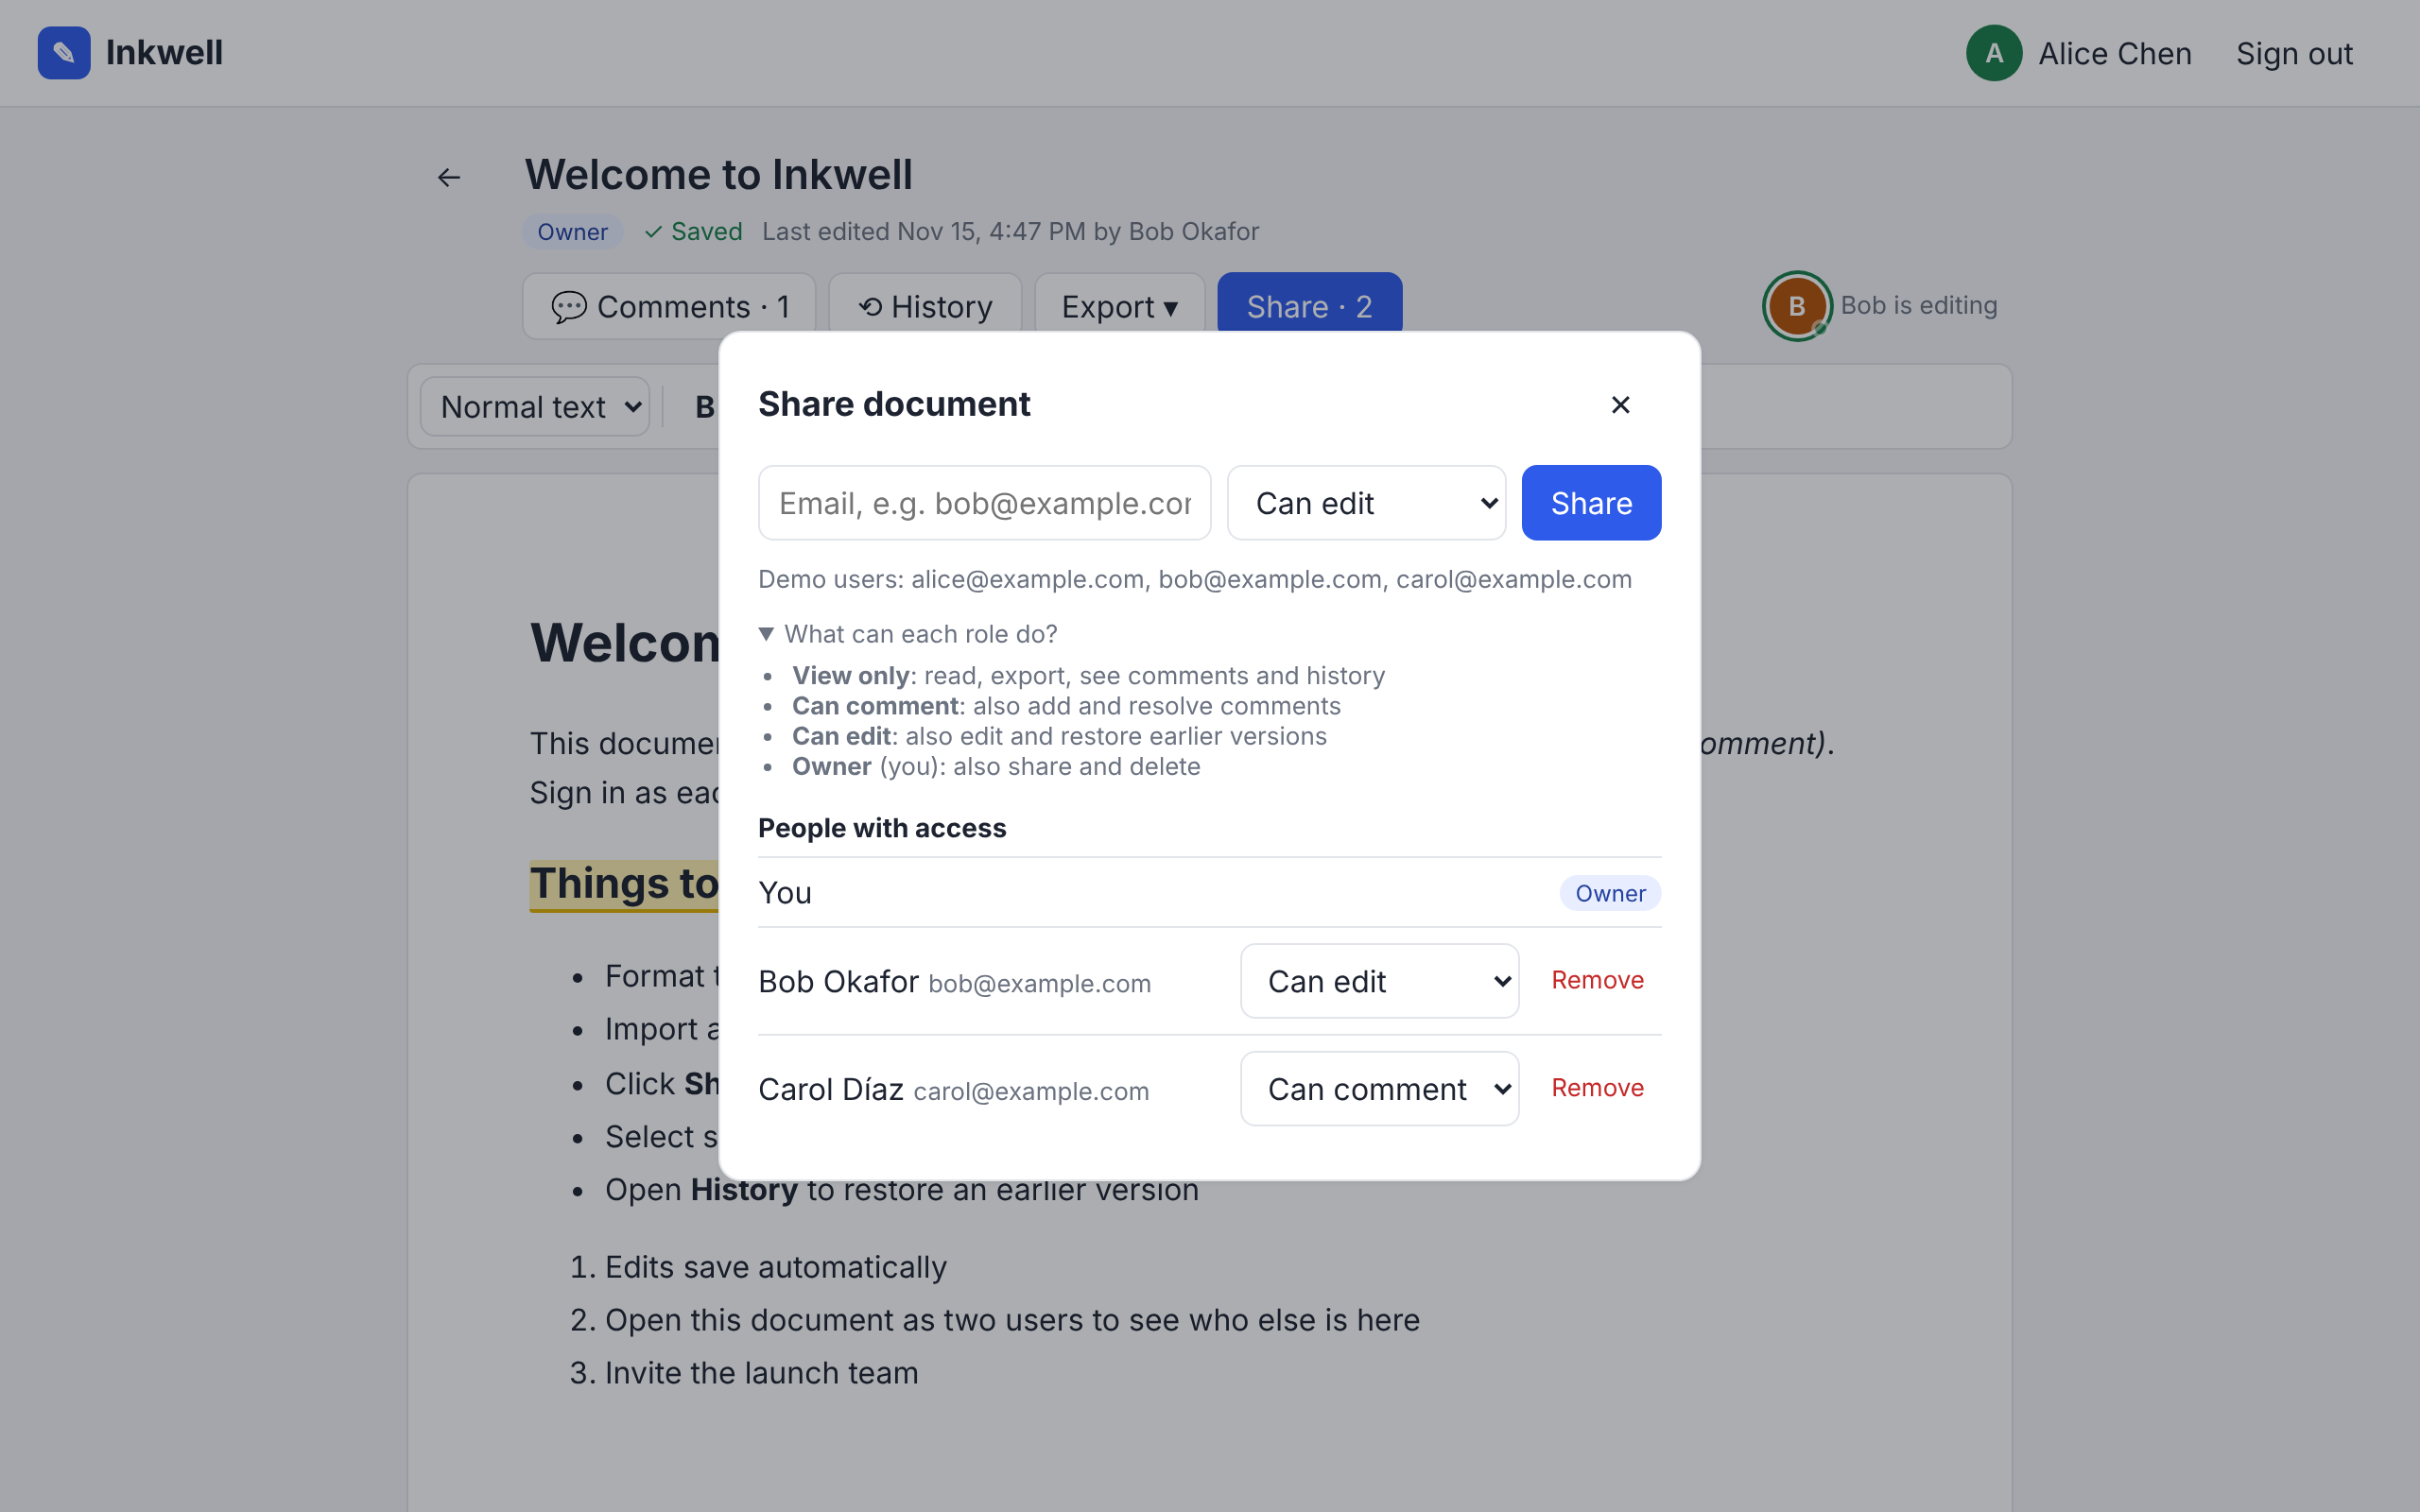 Inkwell
A Alice Chen Sign out
← Welcome to Inkwell
Owner ✓ Saved Last edited Nov 15, 4:47 PM by Bob Okafor
💬 Comments · 1 ⟲ History Export ▾ Share · 2 B Bob is editing
Normal text B
Share document ×
Email, e.g. bob@example.cor Can edit Share
Demo users: alice@example.com, bob@example.com, carol@example.com
▼ What can each role do?
• View only: read, export, see comments and history
• Can comment: also add and resolve comments
• Can edit: also edit and restore earlier versions
• Owner (you): also share and delete
People with access
You Owner
Bob Okafor bob@example.com Can edit Remove
Carol Díaz carol@example.com Can comment Remove
Welcon
This documen omment).
Sign in as eac
Things to
• Format t
• Import a
• Click Sh
• Select s
• Open History to restore an earlier version
1. Edits save automatically
2. Open this document as two users to see who else is here
3. Invite the launch team